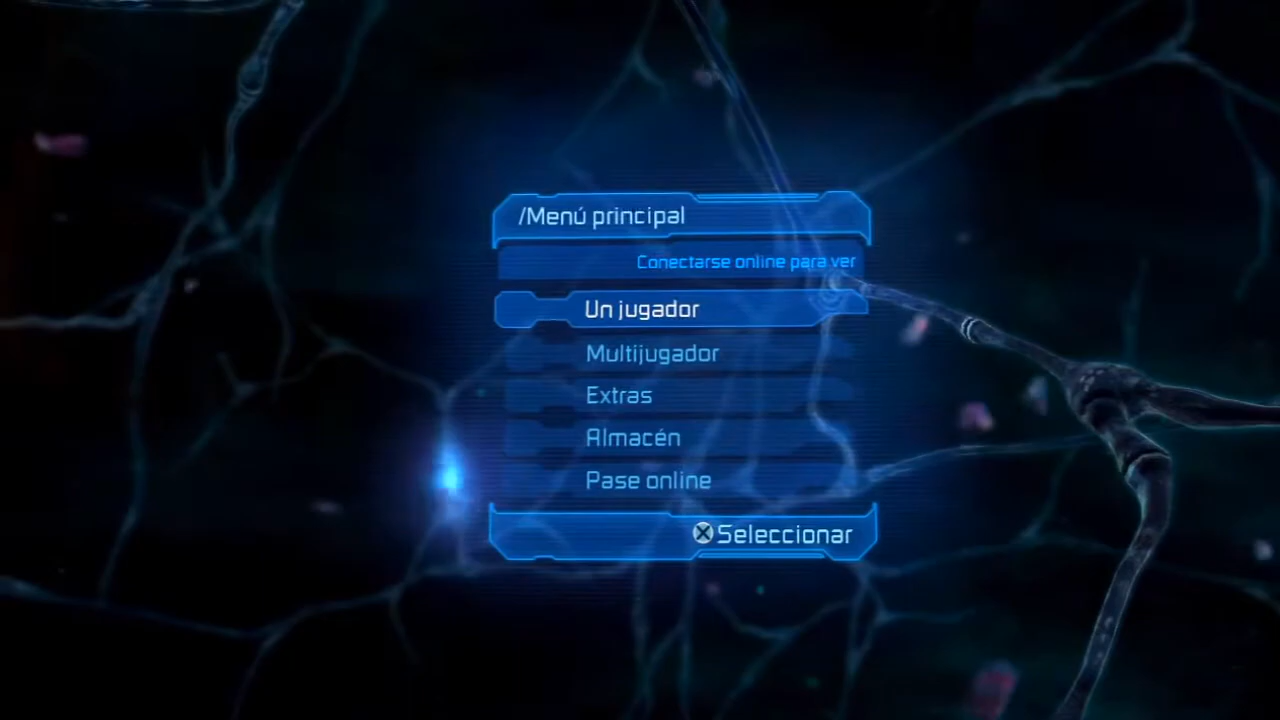 /Menú principal
Conectarse online para ver
Un jugador
Multijugador
Extras
Almacén
Pase online
Seleccionar